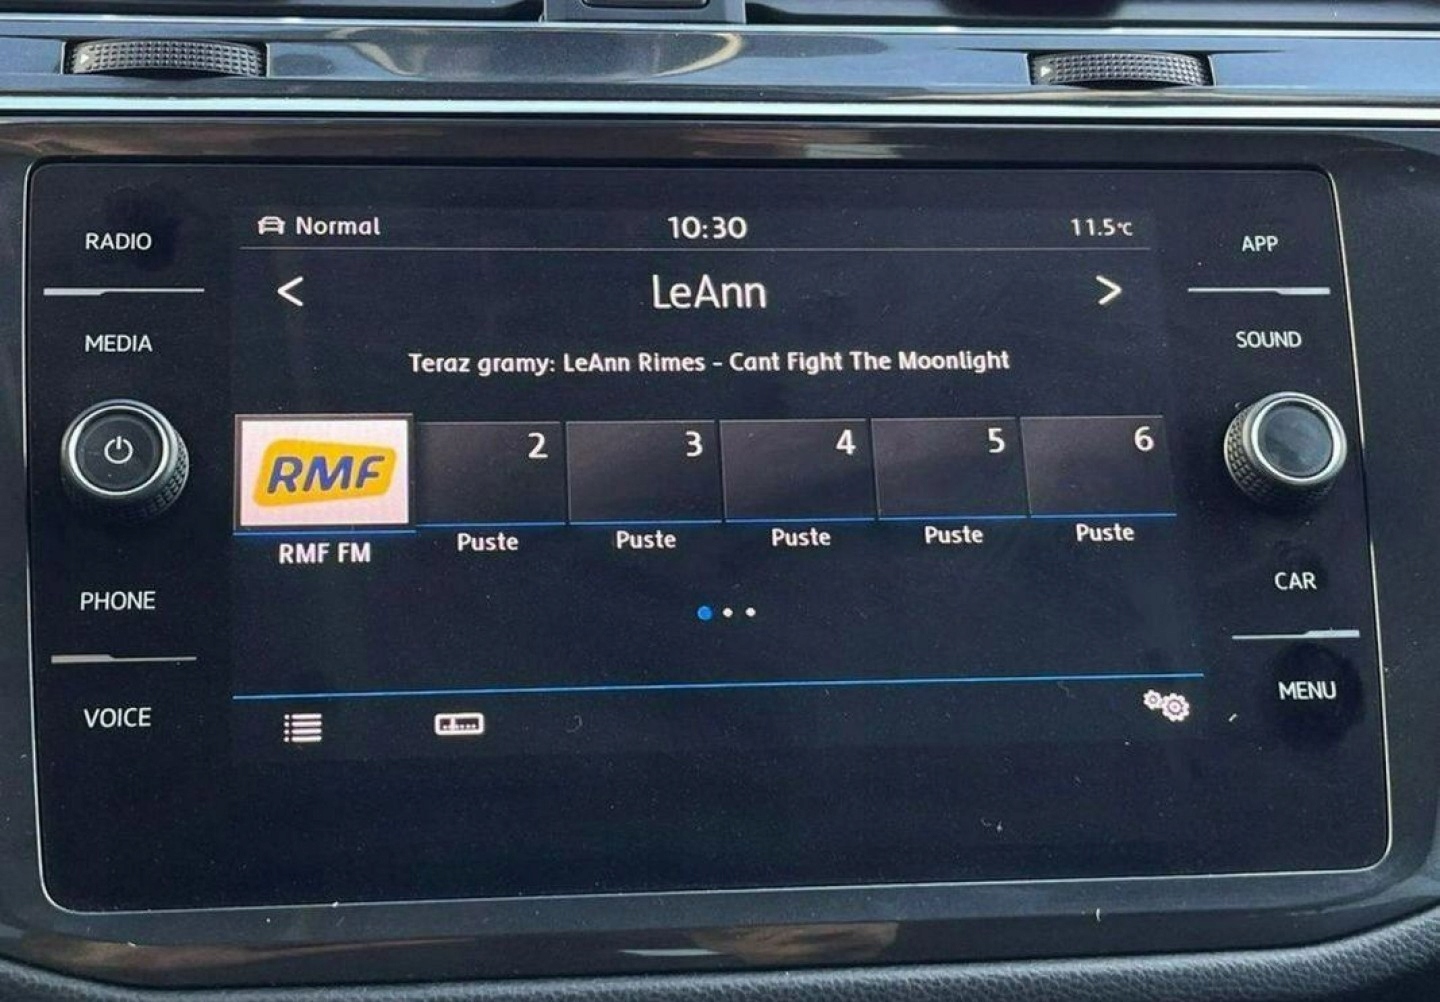 RADIO
MEDIA
PHONE
VOICE
Normal
10:30
11.5°C
< LeAnn >
Teraz gramy: LeAnn Rimes - Cant Fight The Moonlight
RMF
2
3
4
5
6
RMF FM
Puste
Puste
Puste
Puste
Puste
APP
SOUND
CAR
MENU